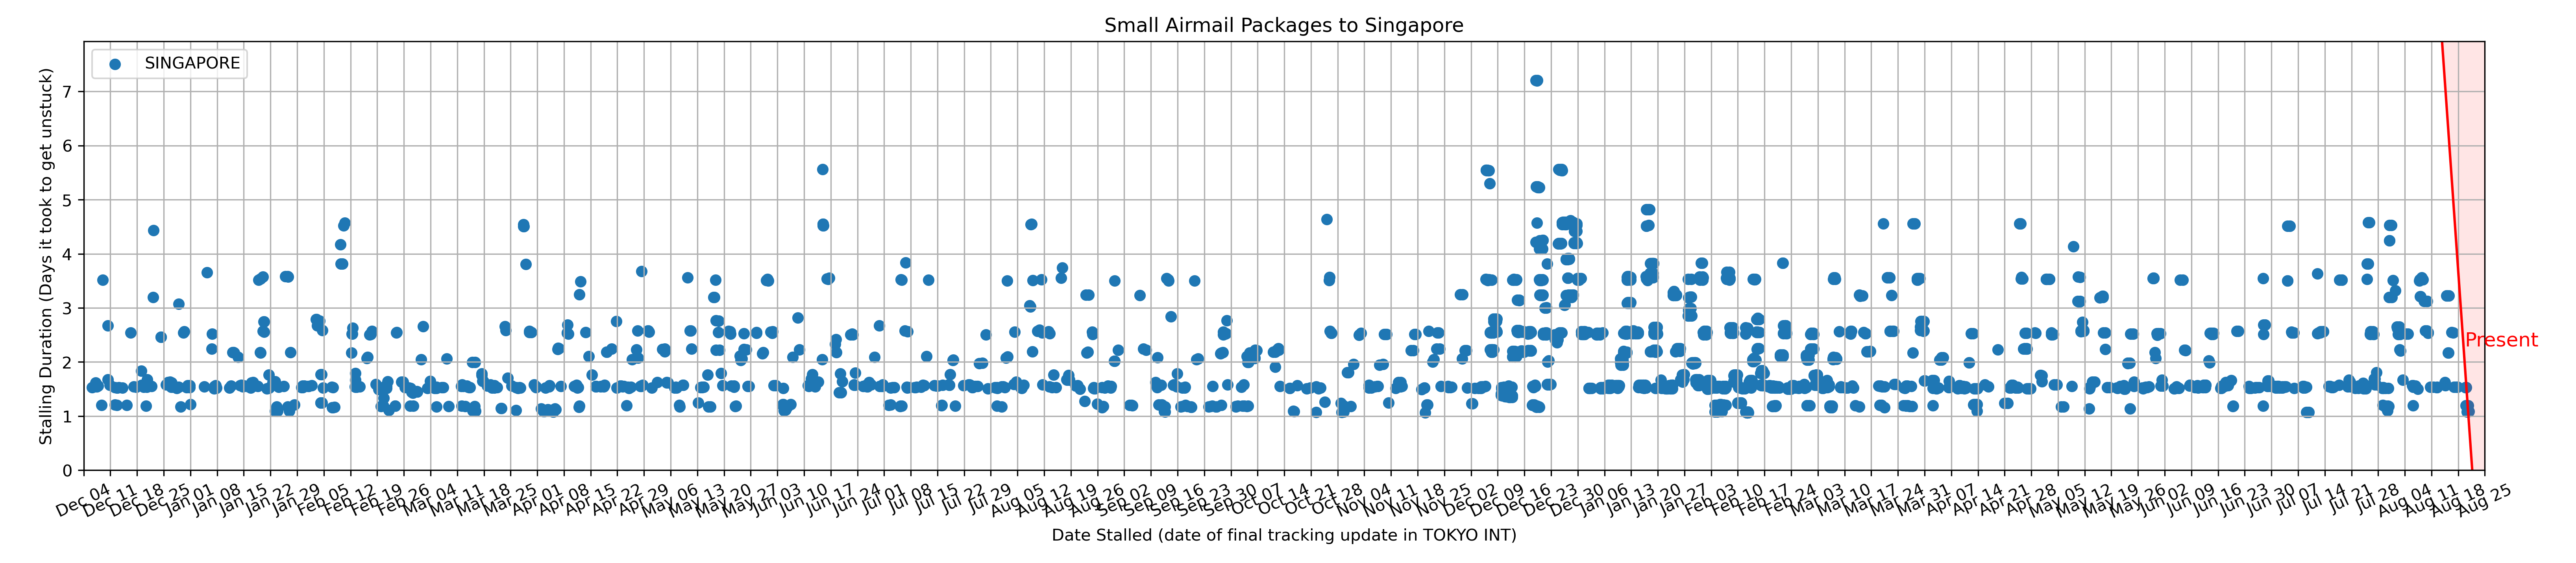 Small Airmail Packages to Singapore
SINGAPORE
7
6
5
4
3
2
1
0
Stalling Duration (Days it took to get unstuck)
Present
Dec 04 Dec 11 Dec 18 Dec 25 Jan 01 Jan 08 Jan 15 Jan 22 Jan 29 Feb 05 Feb 12 Feb 19 Feb 26 Mar 04 Mar 11 Mar 18 Mar 25 Apr 01 Apr 08 Apr 15 Apr 22 Apr 29 May 06 May 13 May 20 May 27 Jun 03 Jun 10 Jun 17 Jun 24 Jul 01 Jul 08 Jul 15 Jul 22 Jul 29 Aug 05 Aug 12 Aug 19 Aug 26 Sep 02 Sep 09 Sep 16 Sep 23 Sep 30 Oct 07 Oct 14 Oct 21 Oct 28 Nov 04 Nov 11 Nov 18 Nov 25 Dec 02 Dec 09 Dec 16 Dec 23 Dec 30 Jan 06 Jan 13 Jan 20 Jan 27 Feb 03 Feb 10 Feb 17 Feb 24 Mar 03 Mar 10 Mar 17 Mar 24 Mar 31 Apr 07 Apr 14 Apr 21 Apr 28 May 05 May 12 May 19 May 26 Jun 02 Jun 09 Jun 16 Jun 23 Jun 30 Jul 07 Jul 14 Jul 21 Jul 28 Aug 04 Aug 11 Aug 18 Aug 25
Date Stalled (date of final tracking update in TOKYO INT)